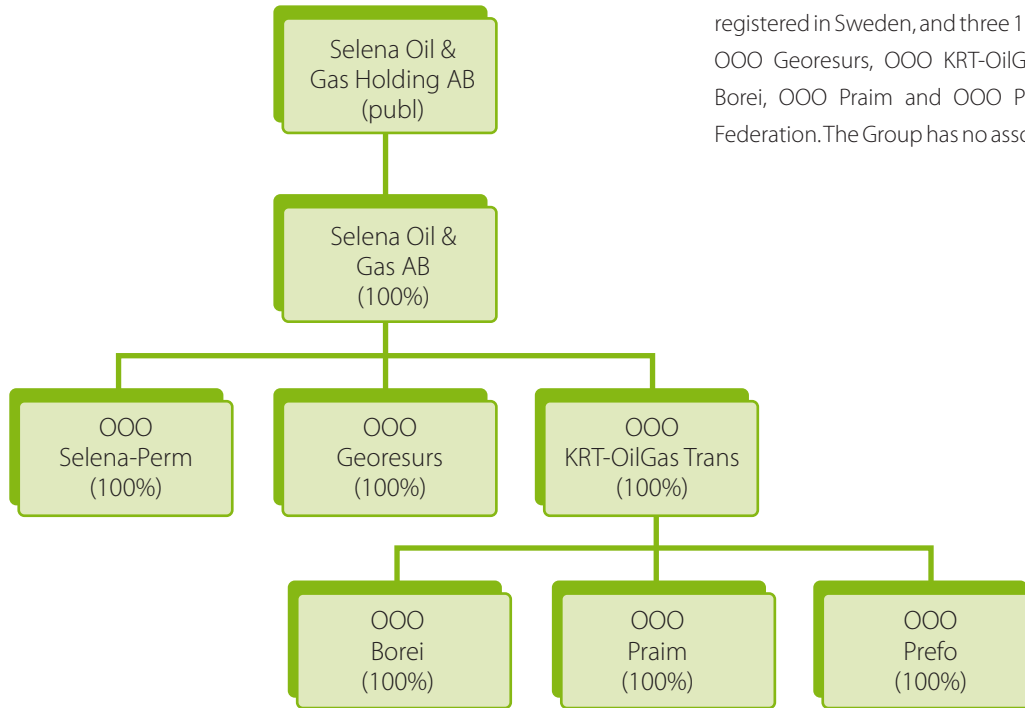 Selena Oil &
Gas Holding AB
(publ)
registered in Sweden, and three 1
OOO Georesurs, OOO KRT-OilG
Borei, OOO Praim and OOO P
Federation. The Group has no asso
Selena Oil &
Gas AB
(100%)
OOO
Selena-Perm
(100%)
OOO
Georesurs
(100%)
OOO
KRT-OilGas Trans
(100%)
OOO
Borei
(100%)
OOO
Praim
(100%)
OOO
Prefo
(100%)